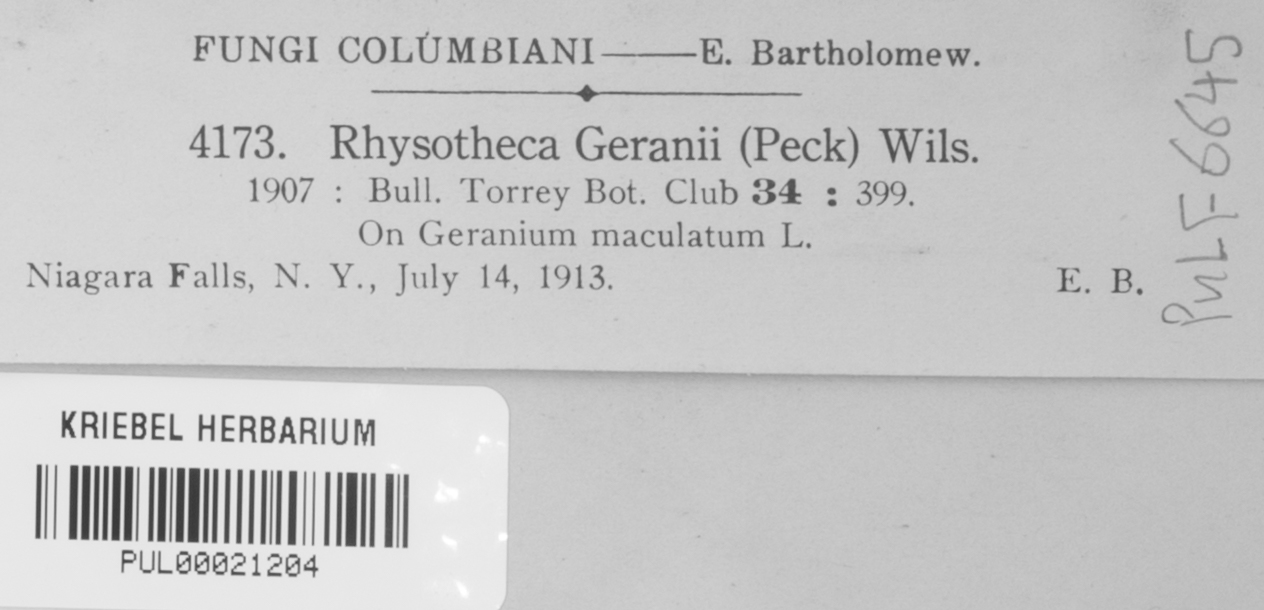 FUNGI COLUMBIANI——E. Bartholomew.
4173. Rhysotheca Geranii (Peck) Wils.
1907 : Bull. Torrey Bot. Club 34 : 399.
On Geranium maculatum L.
Niagara Falls, N. Y., July 14, 1913. E. B.
PuLF-6645
KRIEBEL HERBARIUM
PUL00021204